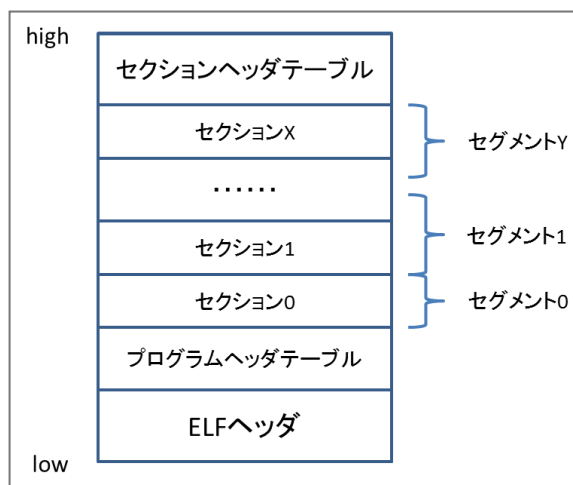 high
セクションヘッダテーブル
セクションX
セグメントY
······
セクション1
セグメント1
セクション0
セグメント0
プログラムヘッダテーブル
ELFヘッダ
low